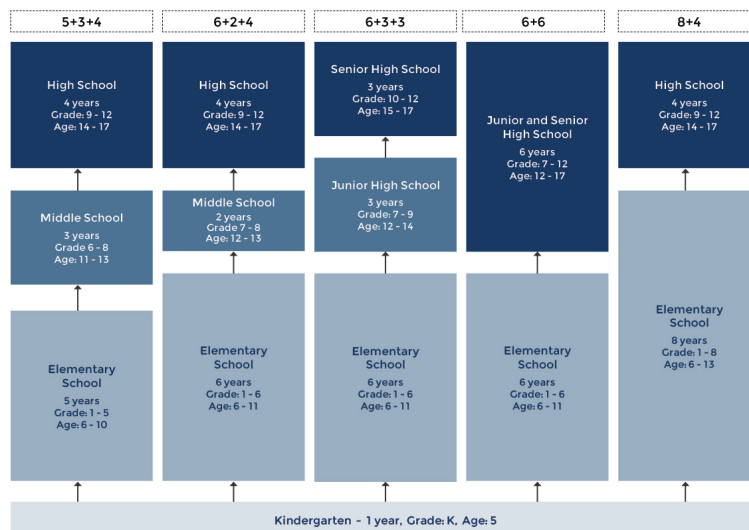 5+3+4
6+2+4
6+3+3
6+6
8+4
High School
4 years
Grade: 9 - 12
Age: 14 - 17
Middle School
3 years
Grade 6 - 8
Age: 11 - 13
Elementary
School
5 years
Grade: 1 - 5
Age: 6 - 10
High School
4 years
Grade: 9 - 12
Age: 14 - 17
Middle School
2 years
Grade 7 - 8
Age: 12 - 13
Elementary
School
6 years
Grade: 1 - 6
Age: 6 - 11
Senior High School
3 years
Grade: 10 - 12
Age: 15 - 17
Junior High School
3 years
Grade: 7 - 9
Age: 12 - 14
Elementary
School
6 years
Grade: 1 - 6
Age: 6 - 11
Junior and Senior
High School
6 years
Grade: 7 - 12
Age: 12 - 17
Elementary
School
6 years
Grade: 1 - 6
Age: 6 - 11
High School
4 years
Grade: 9 - 12
Age: 14 - 17
Elementary
School
8 years
Grade: 1 - 8
Age: 6 - 13
Kindergarten - 1 year, Grade: K, Age: 5